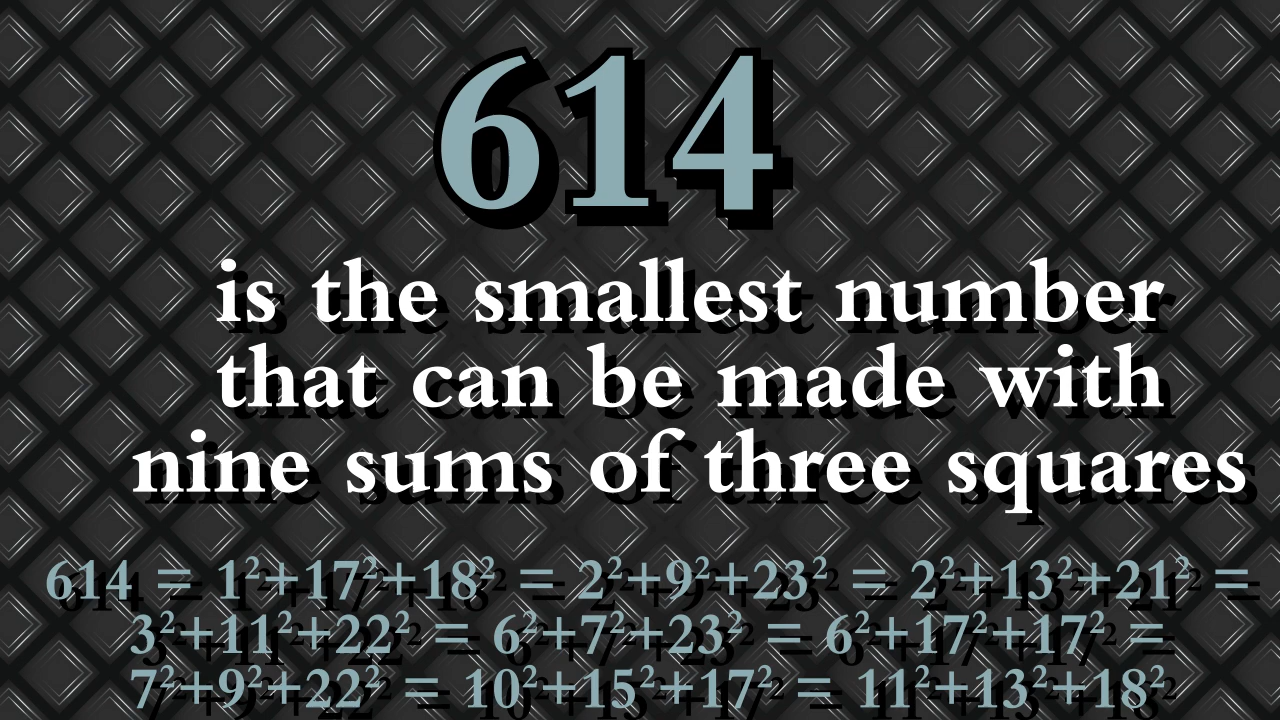 614
is the smallest number
that can be made with
nine sums of three squares
614 = 1²+17²+18² = 2²+9²+23² = 2²+13²+21² =
3²+11²+22² = 6²+7²+23² = 6²+17²+17² =
7²+9²+22² = 10²+15²+17² = 11²+13²+18²